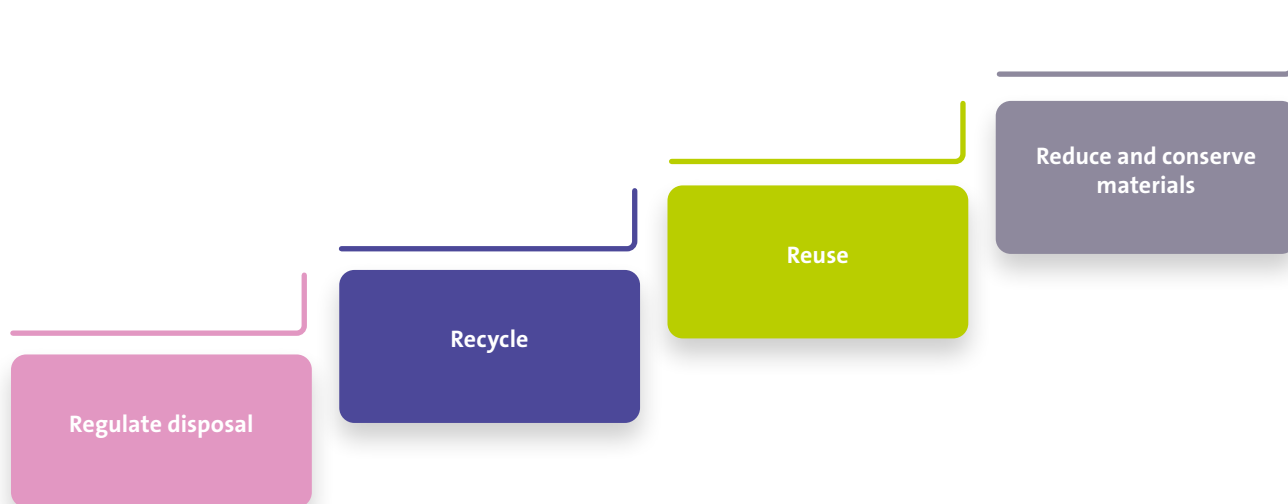 Reduce and conserve
materials
Reuse
Recycle
Regulate disposal